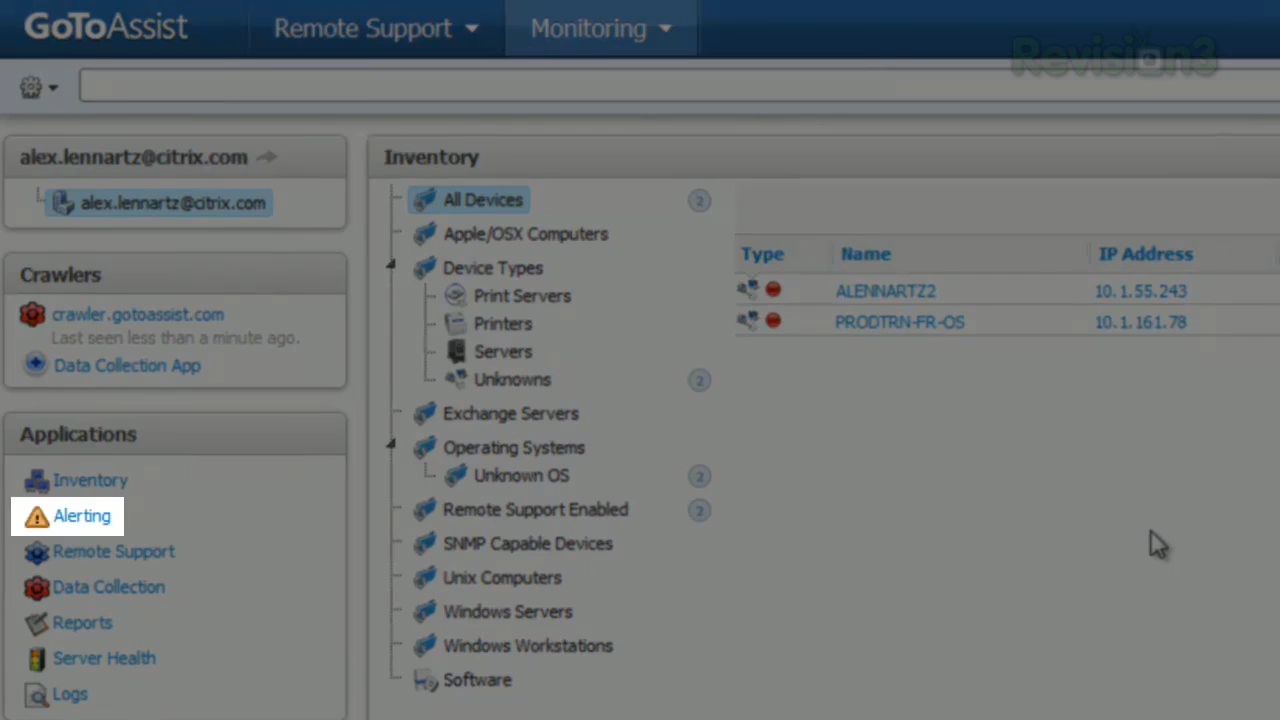 GoToAssist Remote Support Monitoring
Revision3
alex.lennartz@citrix.com
alex.lennartz@citrix.com
Crawlers
crawler.gotoassist.com
Last seen less than a minute ago.
Data Collection App
Applications
Inventory
Alerting
Remote Support
Data Collection
Reports
Server Health
Logs
Inventory
All Devices 2
Apple/OSX Computers
Device Types
Print Servers
Printers
Servers
Unknowns 2
Exchange Servers
Operating Systems
Unknown OS 2
Remote Support Enabled 2
SNMP Capable Devices
Unix Computers
Windows Servers
Windows Workstations
Software
Type Name IP Address
ALENNARTZ2 10.1.55.243
PRODTRN-FR-OS 10.1.161.78